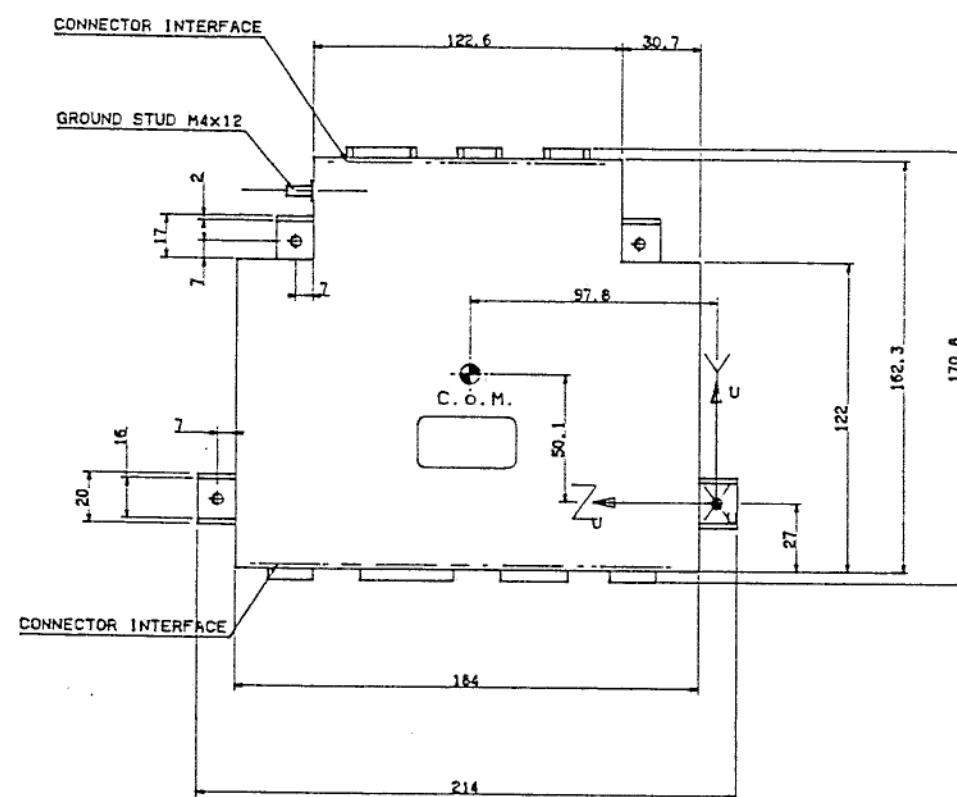 CONNECTOR INTERFACE
122.6
30.7
GROUND STUD M4x12
2
17
7
7
97.8
162.3
170.8
U
C.o.M.
122
50.1
7
16
20
Z
U
Y
27
CONNECTOR INTERFACE
184
214